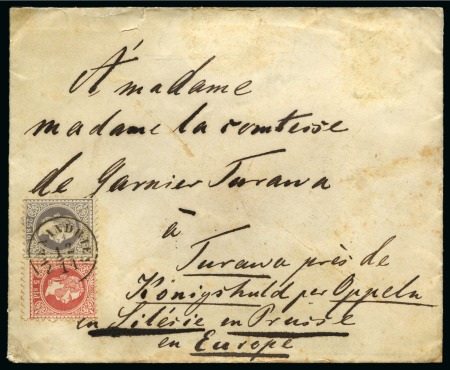 A' madame
madame la comtesse
de Garnier Turawa
à
Turawa près de
Königshuld per Oppeln
en Silésie en Prusse
en Europe